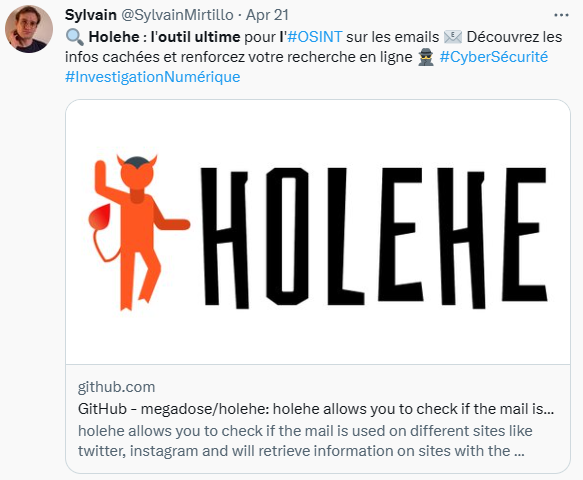 Sylvain @SylvainMirtillo · Apr 21
🔍 Holehe : l'outil ultime pour l'#OSINT sur les emails 📧 Découvrez les
infos cachées et renforcez votre recherche en ligne 🕵️ #CyberSécurité
#InvestigationNumérique
HOLEHE
github.com
GitHub - megadose/holehe: holehe allows you to check if the mail is...
holehe allows you to check if the mail is used on different sites like
twitter, instagram and will retrieve information on sites with the ...